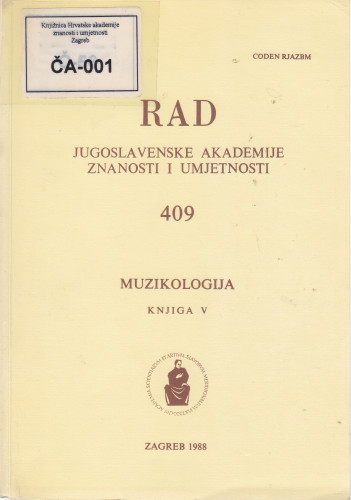 Knjižnica Hrvatske akademije
znanosti i umjetnosti
Zagreb
ČA-001
CODEN RJAZBM
RAD
JUGOSLAVENSKE AKADEMIJE
ZNANOSTI I UMJETNOSTI
409
MUZIKOLOGIJA
KNJIGA V
ZAGREB 1988